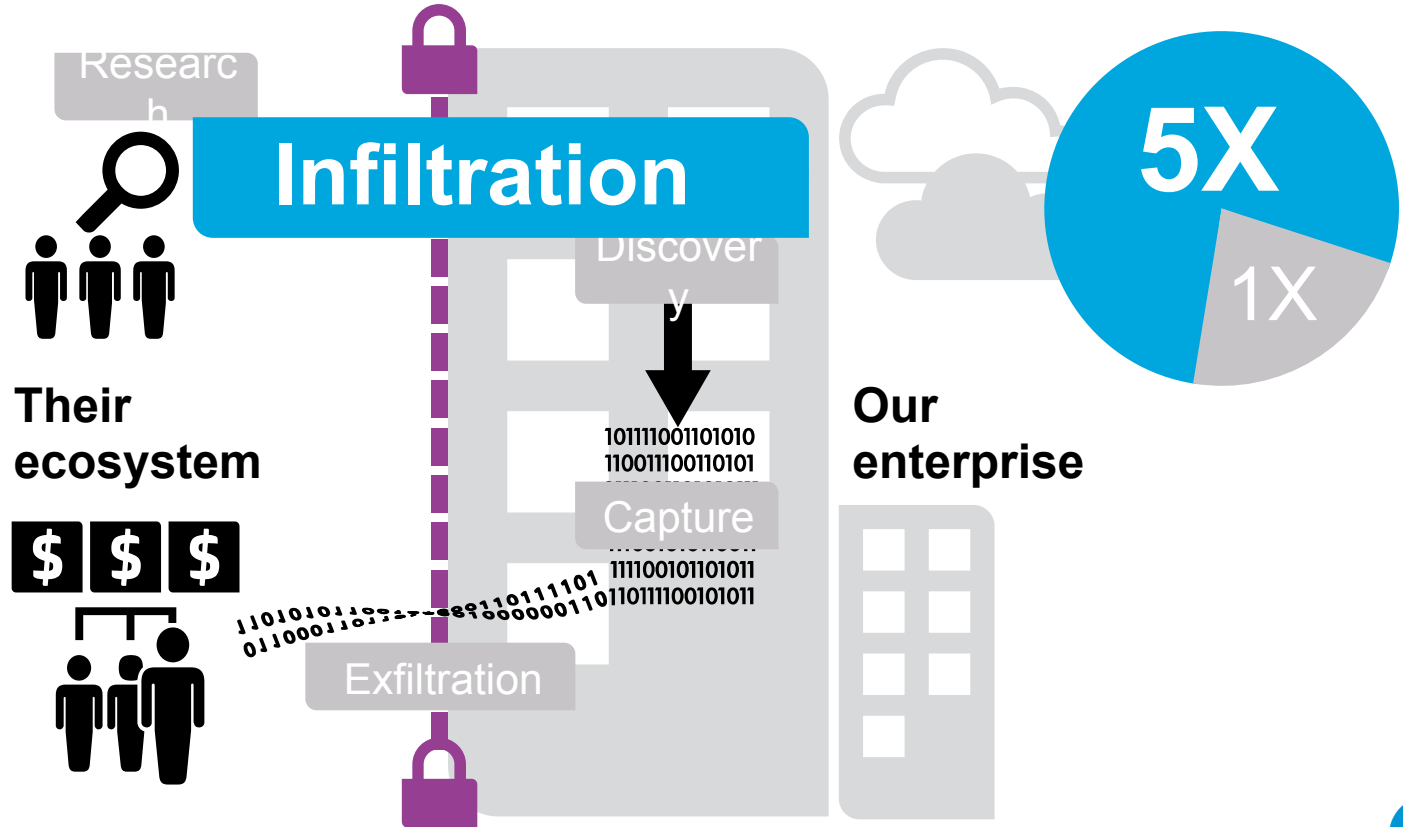 Researc
h
Infiltration
5X
1X
Discover
y
Their
ecosystem
Our
enterprise
101111001101010
110011100110101
Capture
111100101101011
110111100101011
$ $ $
Exfiltration